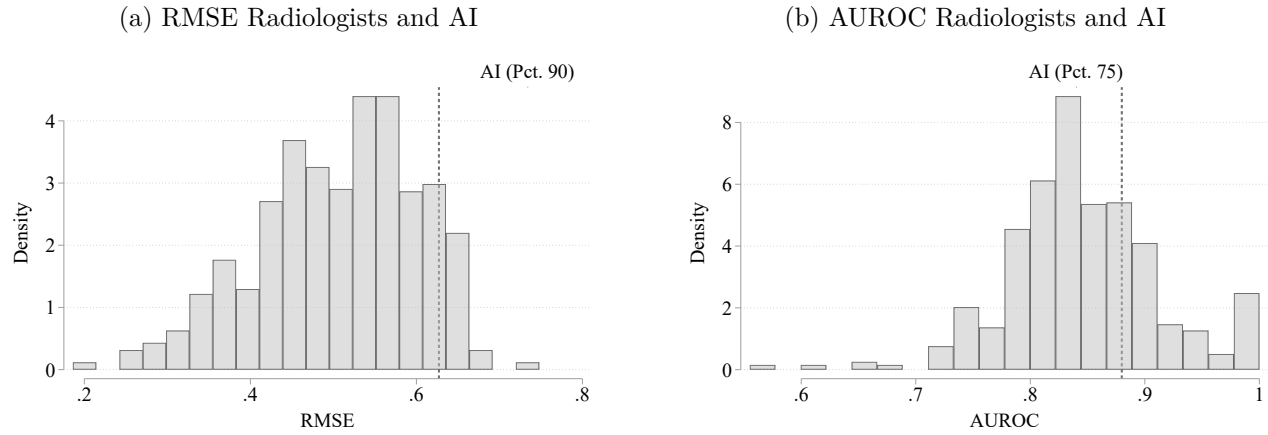 (a) RMSE Radiologists and AI
AI (Pct. 90)
4
3
2
1
0
Density
.2
.4
.6
.8
RMSE
(b) AUROC Radiologists and AI
AI (Pct. 75)
8
6
4
2
0
Density
.6
.7
.8
.9
1
AUROC